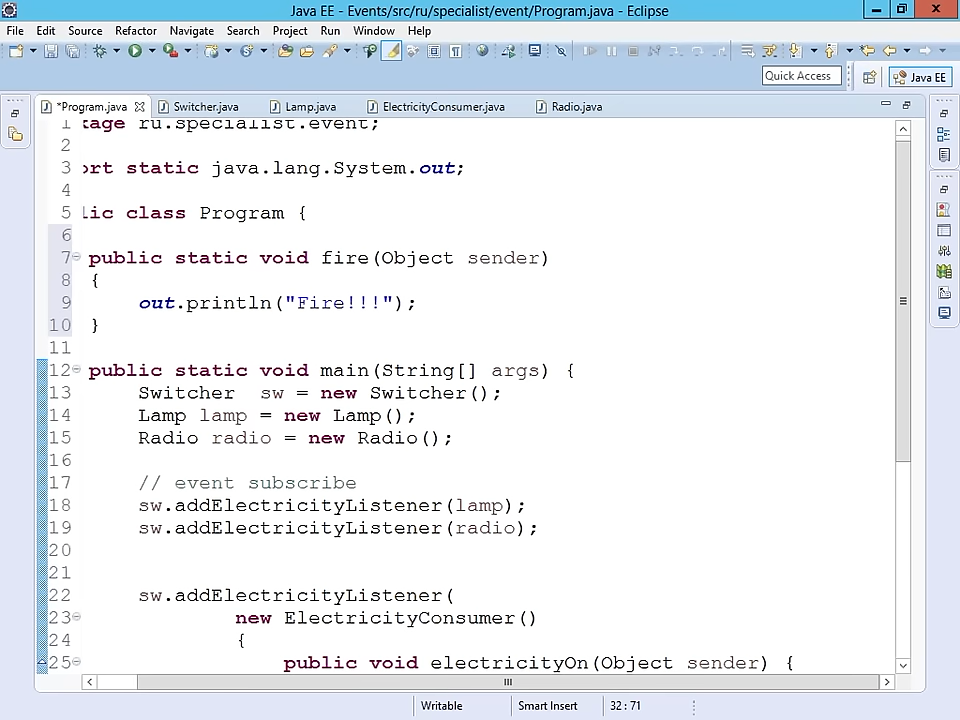 Java EE - Events/src/ru/specialist/event/Program.java - Eclipse
File Edit Source Refactor Navigate Search Project Run Window Help
Quick Access
Java EE
*Program.java Switcher.java Lamp.java ElectricityConsumer.java Radio.java
1 kage ru.specialist.event;
2
3 ort static java.lang.System.out;
4
5 lic class Program {
6
7 public static void fire(Object sender)
8 {
9 out.println("Fire!!!");
10 }
11
12 public static void main(String[] args) {
13 Switcher sw = new Switcher();
14 Lamp lamp = new Lamp();
15 Radio radio = new Radio();
16
17 // event subscribe
18 sw.addElectricityListener(lamp);
19 sw.addElectricityListener(radio);
20
21
22 sw.addElectricityListener(
23 new ElectricityConsumer()
24 {
25 public void electricityOn(Object sender) {
Writable Smart Insert 32 : 71